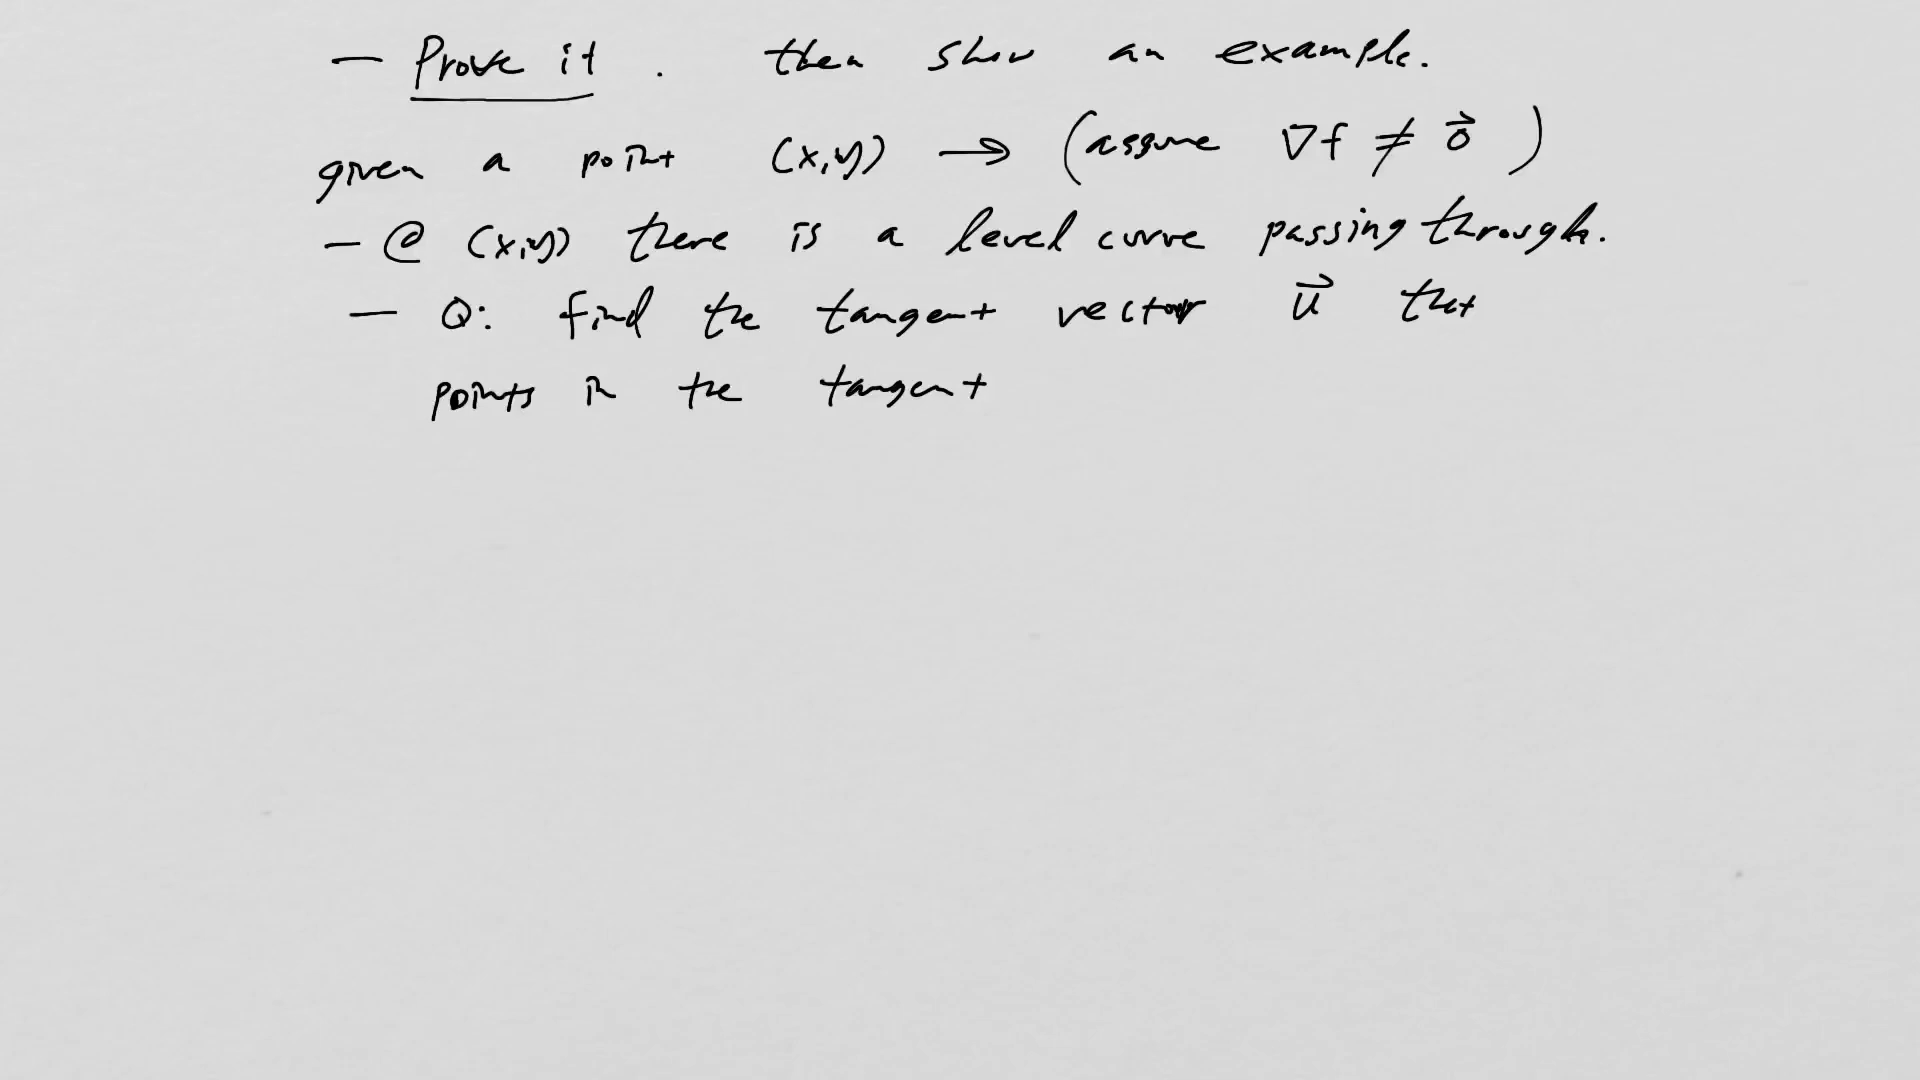 — Prove it. then show an example.
given a point (x,y) → (assume ∇f ≠ 0⃗ )
— @ (x,y) there is a level curve passing through.
— Q: find the tangent vector u⃗ that
points in the tangent